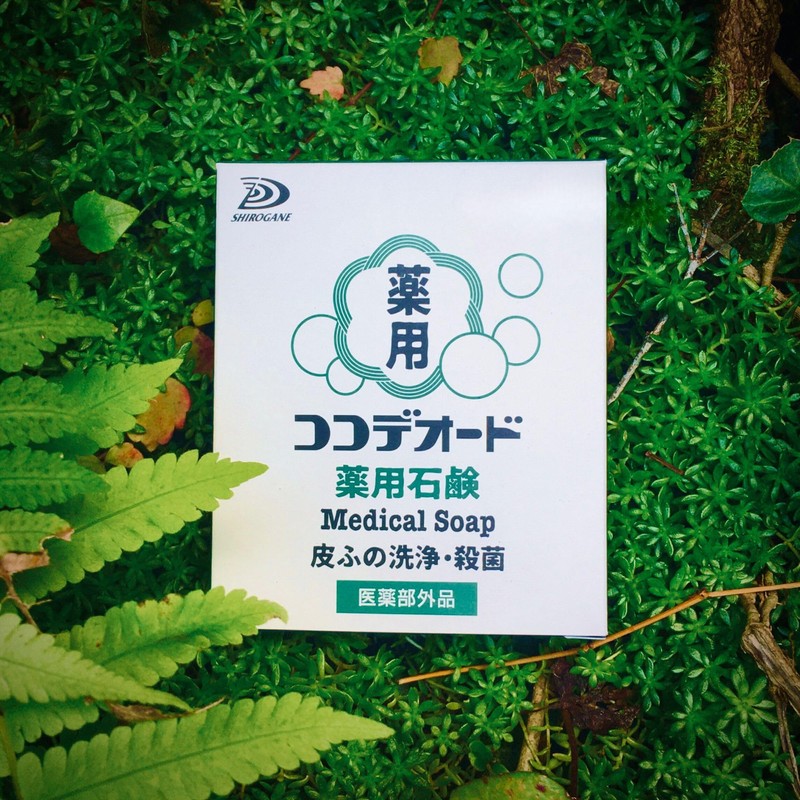 SHIROGANE
薬用
ココデオード
薬用石鹸
Medical Soap
皮ふの洗浄・殺菌
医薬部外品